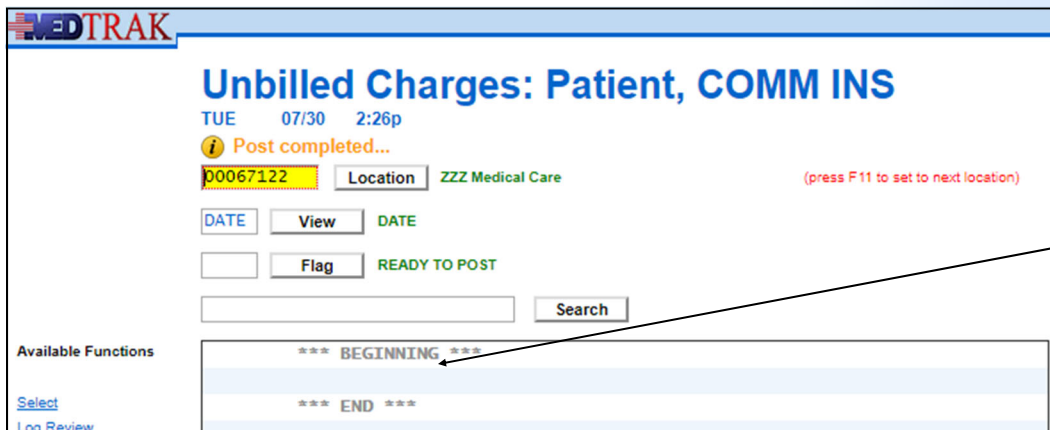 MEDTRAK
Unbilled Charges: Patient, COMM INS
TUE 07/30 2:26p
i Post completed...
00067122 Location ZZZ Medical Care (press F11 to set to next location)
DATE View DATE
Flag READY TO POST
Search
Available Functions
*** BEGINNING ***
Select
*** END ***
Log Review